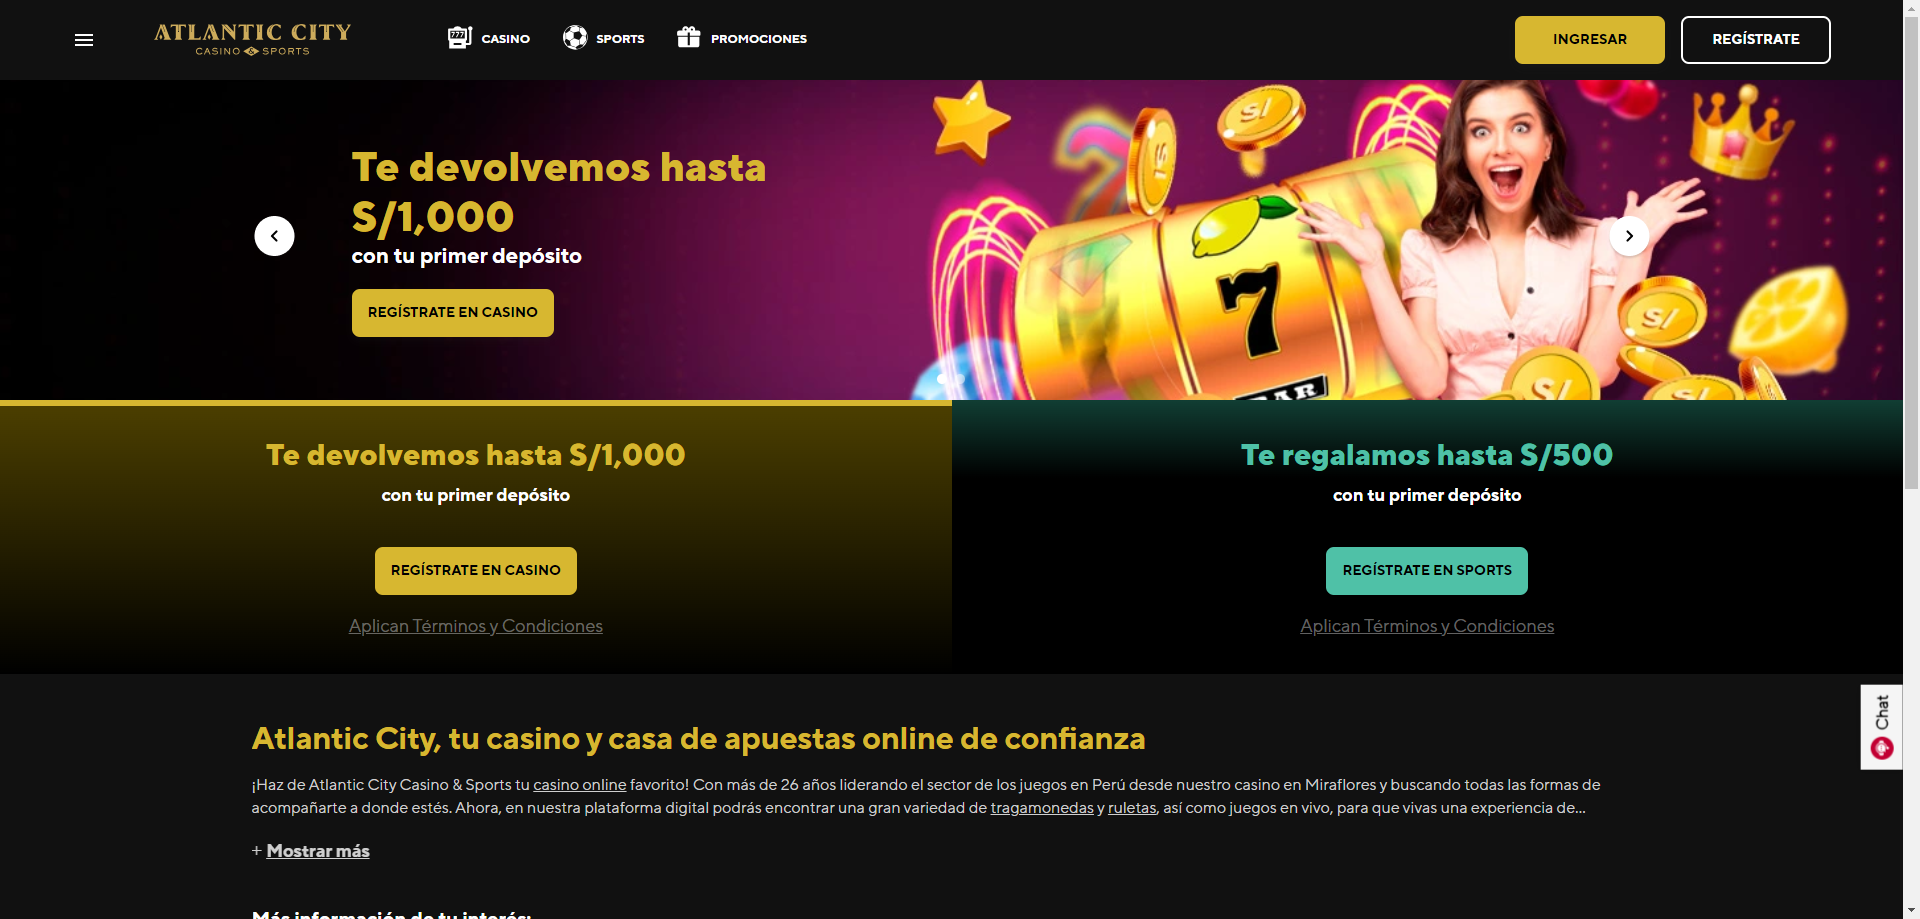 ATLANTIC CITY
CASINO SPORTS
CASINO
SPORTS
PROMOCIONES
INGRESAR
REGÍSTRATE
Te devolvemos hasta
S/1,000
con tu primer depósito
REGÍSTRATE EN CASINO
S/
S/
7
S/
S/
S/
BAR
Te devolvemos hasta S/1,000
con tu primer depósito
REGÍSTRATE EN CASINO
Aplican Términos y Condiciones
Te regalamos hasta S/500
con tu primer depósito
REGÍSTRATE EN SPORTS
Aplican Términos y Condiciones
Chat
Atlantic City, tu casino y casa de apuestas online de confianza
¡Haz de Atlantic City Casino & Sports tu casino online favorito! Con más de 26 años liderando el sector de los juegos en Perú desde nuestro casino en Miraflores y buscando todas las formas de
acompañarte a donde estés. Ahora, en nuestra plataforma digital podrás encontrar una gran variedad de tragamonedas y ruletas, así como juegos en vivo, para que vivas una experiencia de...
+ Mostrar más
Más información de tu interés: